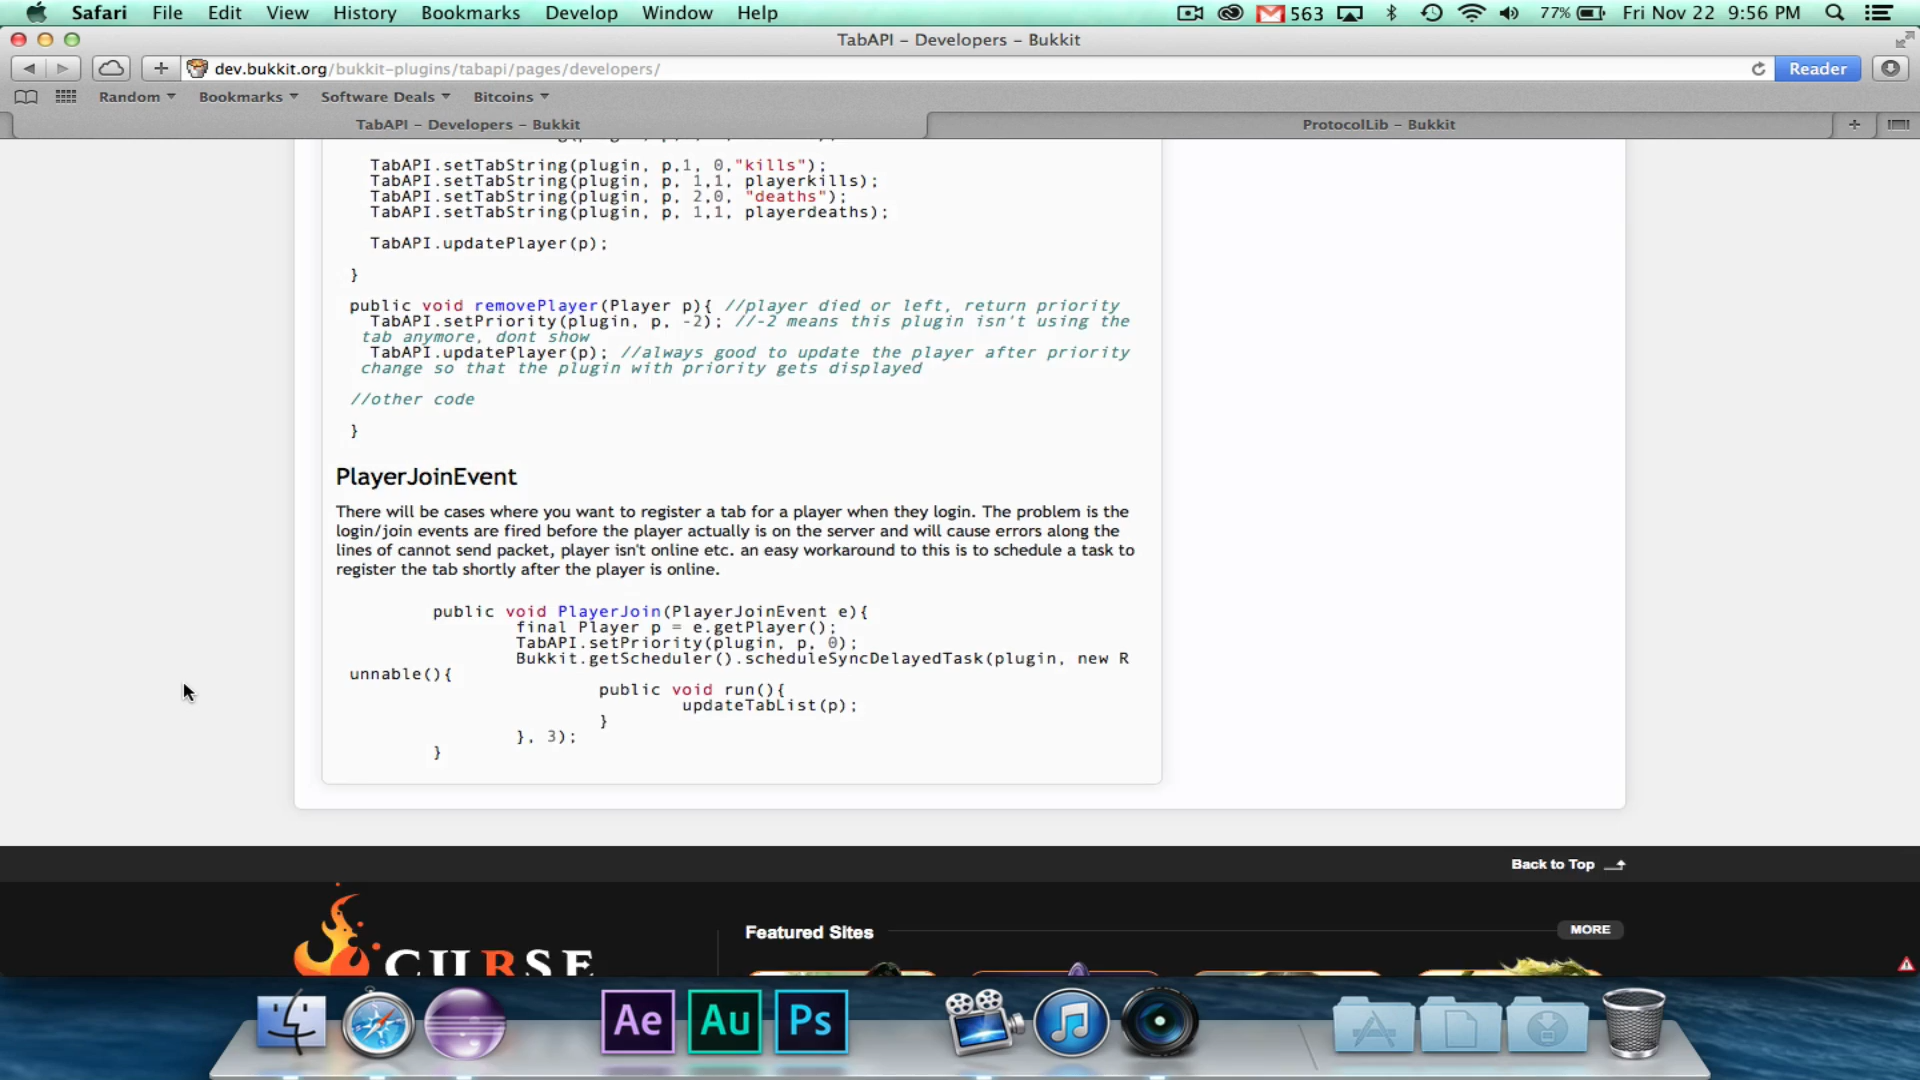 Safari File Edit View History Bookmarks Develop Window Help 563 77% Fri Nov 22 9:56 PM
TabAPI – Developers – Bukkit
dev.bukkit.org/bukkit-plugins/tabapi/pages/developers/ Reader
Random Bookmarks Software Deals Bitcoins
TabAPI – Developers – Bukkit ProtocolLib – Bukkit
TabAPI.setTabString(plugin, p,1, 0,"kills");
TabAPI.setTabString(plugin, p, 1,1, playerkills);
TabAPI.setTabString(plugin, p, 2,0, "deaths");
TabAPI.setTabString(plugin, p, 1,1, playerdeaths);
TabAPI.updatePlayer(p);
}
public void removePlayer(Player p){ //player died or left, return priority
TabAPI.setPriority(plugin, p, -2); //-2 means this plugin isn't using the
tab anymore, dont show
TabAPI.updatePlayer(p); //always good to update the player after priority
change so that the plugin with priority gets displayed
//other code
}
PlayerJoinEvent
There will be cases where you want to register a tab for a player when they login. The problem is the
login/join events are fired before the player actually is on the server and will cause errors along the
lines of cannot send packet, player isn't online etc. an easy workaround to this is to schedule a task to
register the tab shortly after the player is online.
public void PlayerJoin(PlayerJoinEvent e){
final Player p = e.getPlayer();
TabAPI.setPriority(plugin, p, 0);
Bukkit.getScheduler().scheduleSyncDelayedTask(plugin, new R
unnable(){
public void run(){
updateTabList(p);
}
}, 3);
}
Back to Top
CURSE
Featured Sites MORE
Ae Au Ps